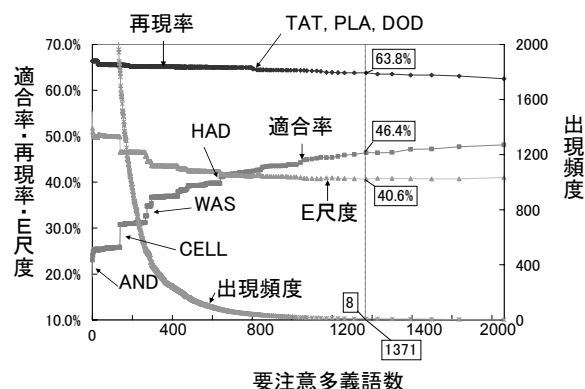 再現率
TAT, PLA, DOD
70.0%
60.0%
50.0%
40.0%
30.0%
20.0%
10.0%
適合率・再現率・E尺度
2000
1600
1200
800
400
0
出現頻度
63.8%
46.4%
40.6%
HAD
適合率
WAS
E尺度
CELL
AND
出現頻度
8
1371
0
400
800
1200
1400
2000
要注意多義語数